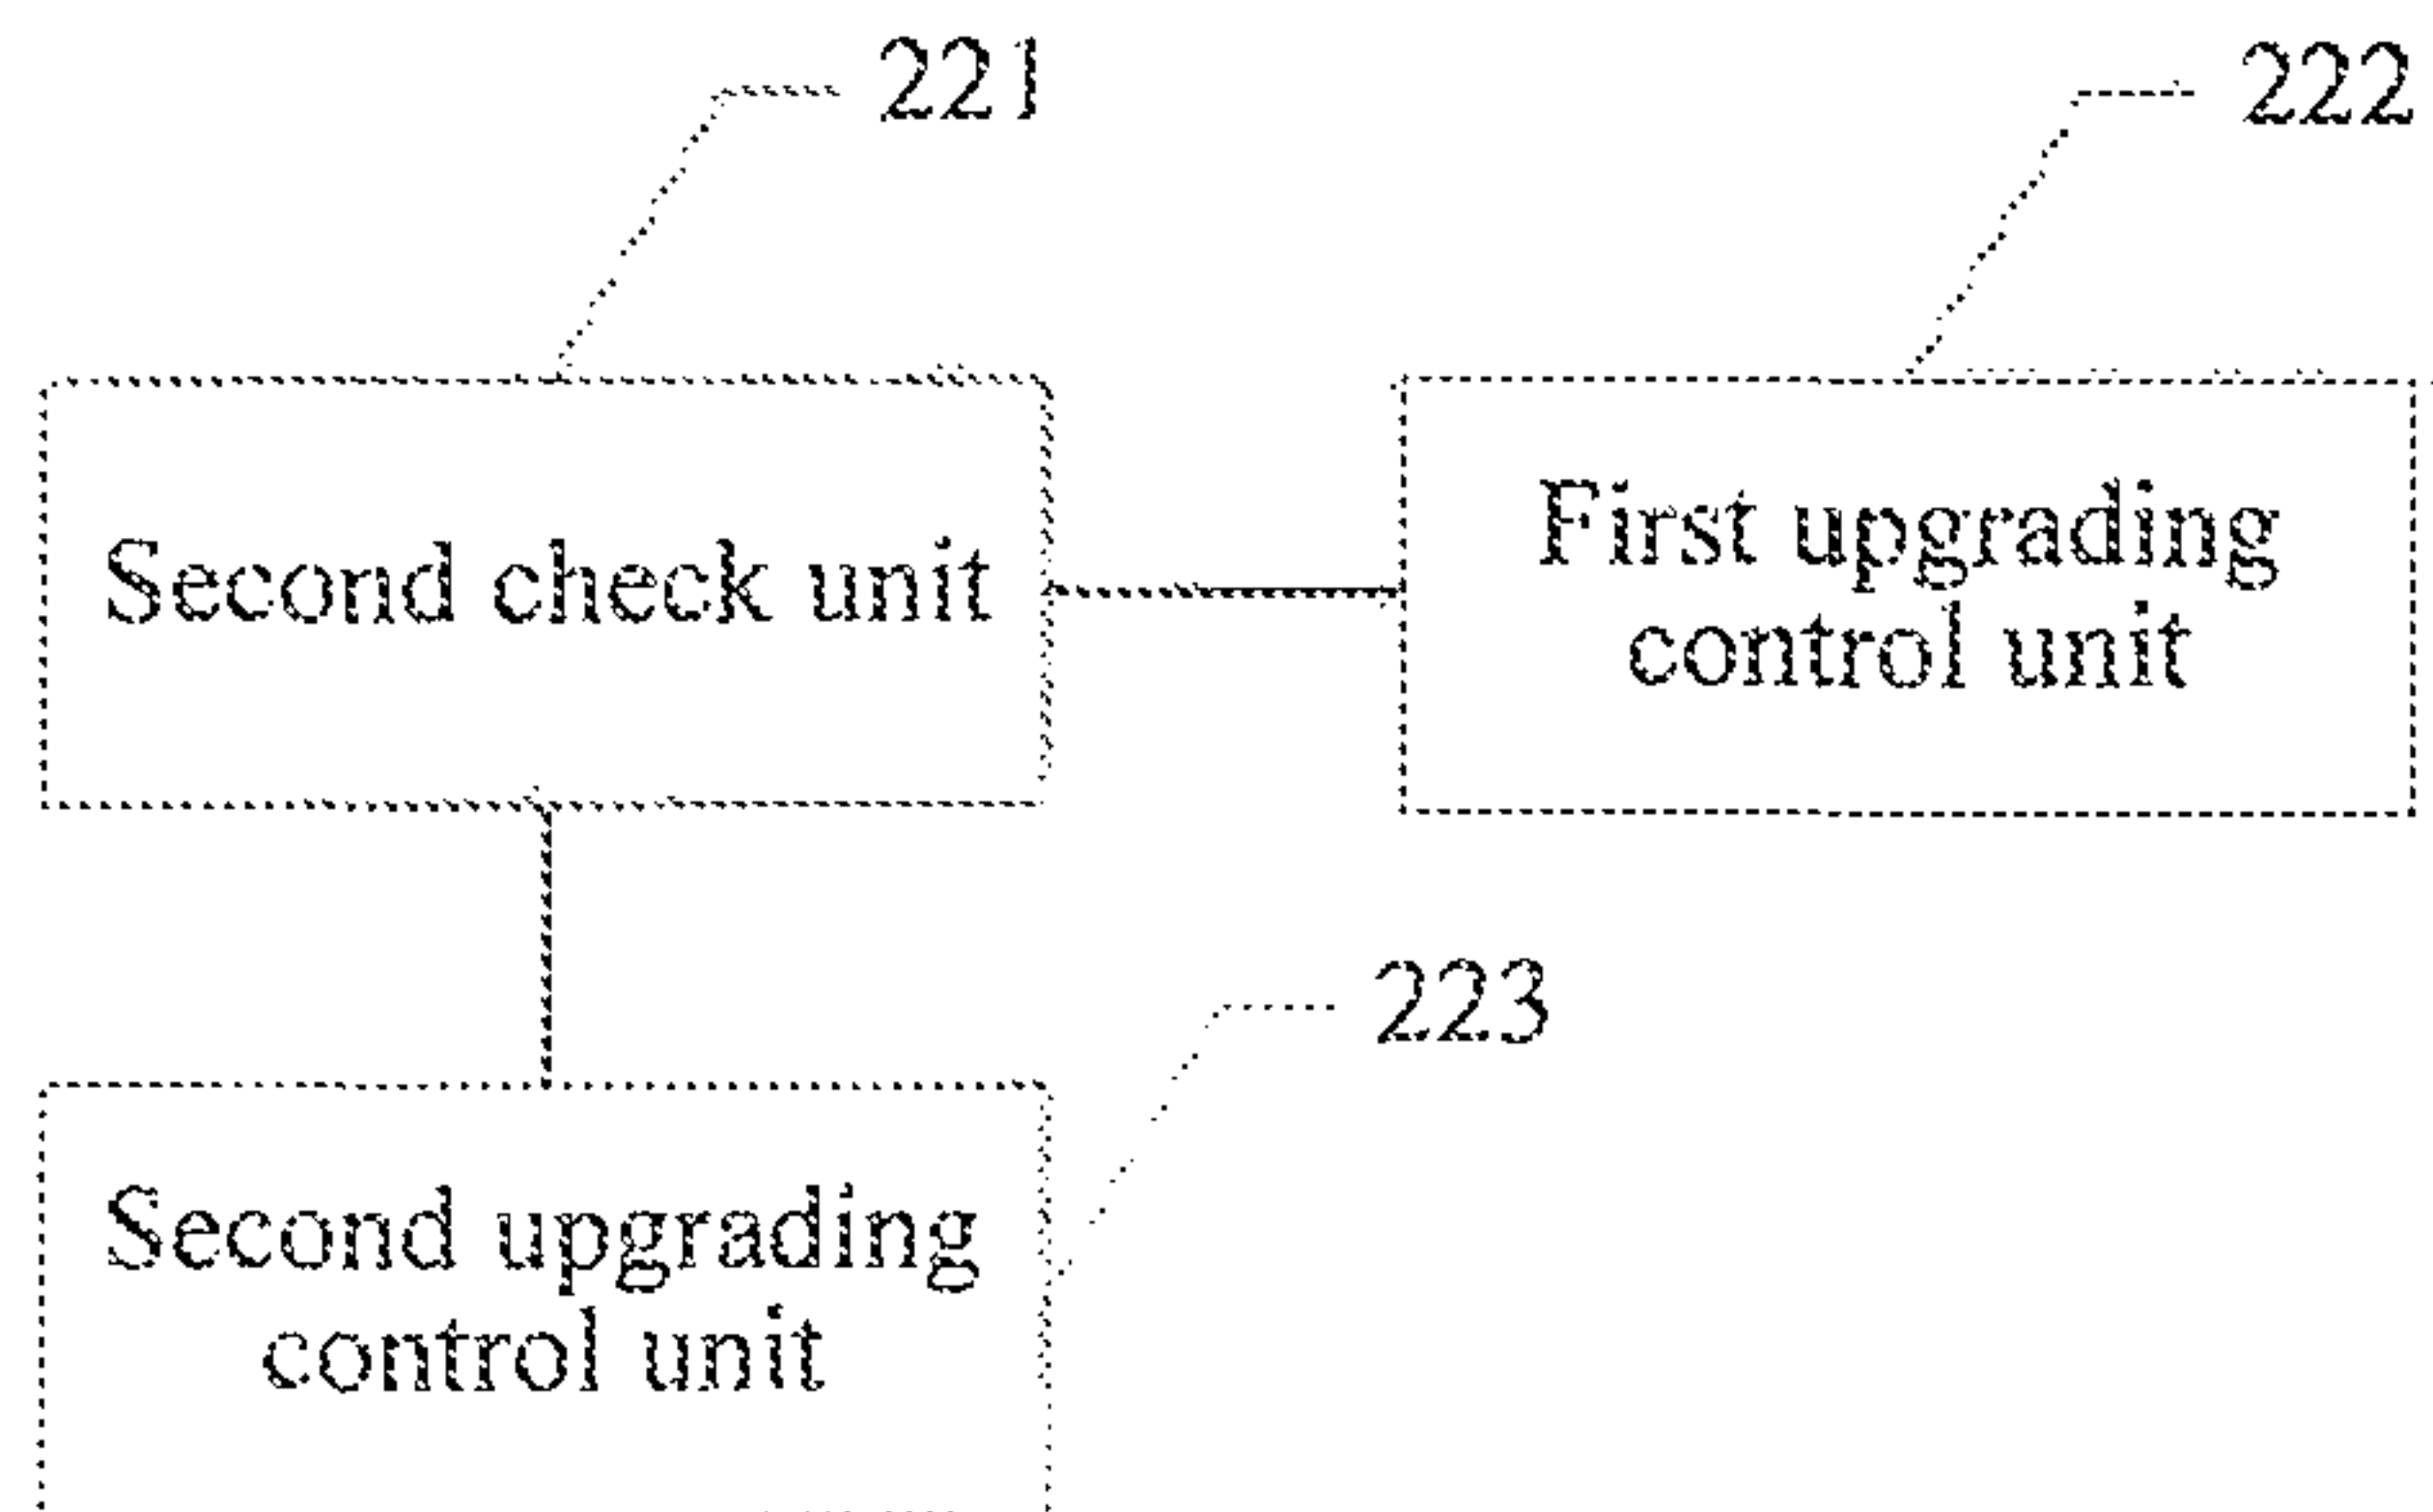 221
222
Second check unit
First upgrading
control unit
223
Second upgrading
control unit